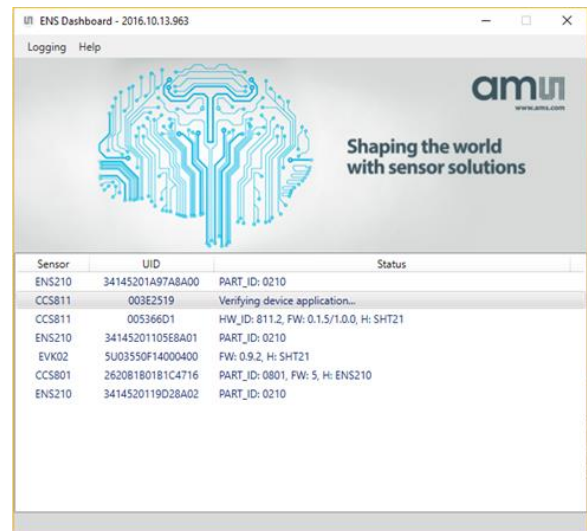 ENS Dashboard - 2016.10.13.963
Logging Help
amu
www.ams.com
Shaping the world
with sensor solutions
Sensor UID Status
ENS210 34145201A97A8A00 PART_ID: 0210
CCS811 003E2519 Verifying device application...
CCS811 005366D1 HW_ID: 811.2, FW: 0.1.5/1.0.0, H: SHT21
ENS210 34145201105E8A01 PART_ID: 0210
EVK02 5U03550F14000400 FW: 0.9.2, H: SHT21
CCS801 2620B1B01B1C4716 PART_ID: 0801, FW: 5, H: ENS210
ENS210 3414520119D28A02 PART_ID: 0210